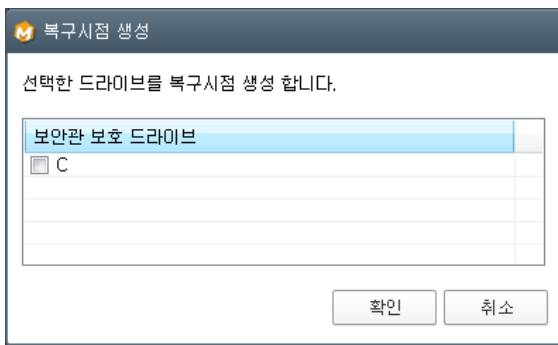 복구시점 생성
선택한 드라이브를 복구시점 생성 합니다.
보안관 보호 드라이브
C
확인
취소